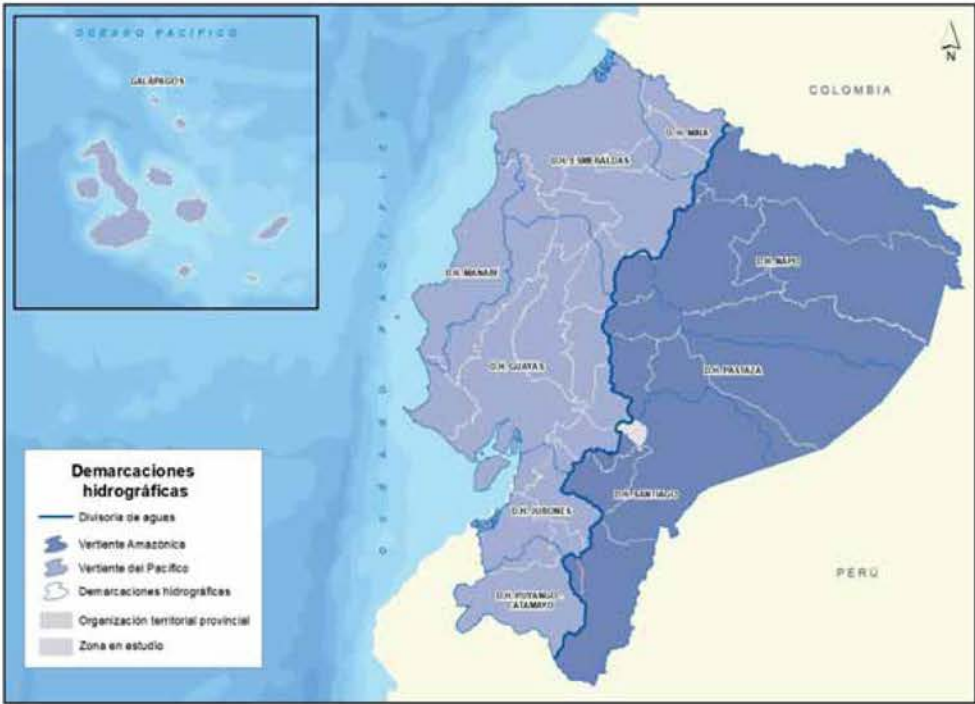 OCEANO PACÍFICO
GALÁPAGOS
N
COLOMBIA
D.H. MIRA
D.H. ESMERALDAS
D.H. NAPO
D.H. MANABÍ
D.H. GUAYAS
D.H. PASTAZA
D.H. SANTIAGO
D.H. JUBONES
D.H. PUYANGO -
CATAMAYO
PERÚ
Demarcaciones
hidrográficas
Divisoria de aguas
Vertiente Amazónica
Vertiente del Pacífico
Demarcaciones hidrográficas
Organización territorial provincial
Zona en estudio